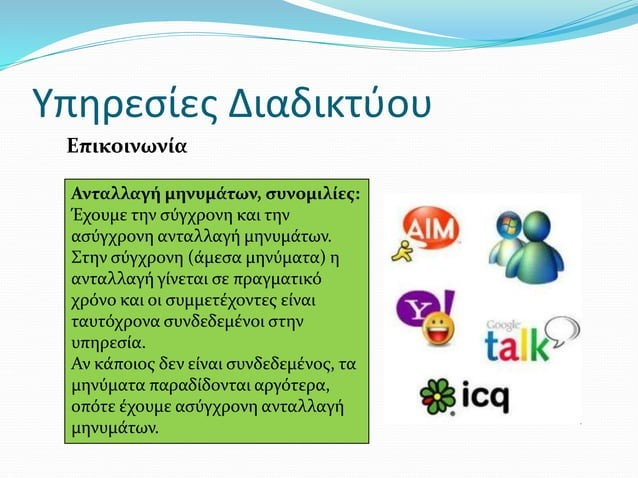 Υπηρεσίες Διαδικτύου
Επικοινωνία
Ανταλλαγή μηνυμάτων, συνομιλίες:
Έχουμε την σύγχρονη και την
ασύγχρονη ανταλλαγή μηνυμάτων.
Στην σύγχρονη (άμεσα μηνύματα) η
ανταλλαγή γίνεται σε πραγματικό
χρόνο και οι συμμετέχοντες είναι
ταυτόχρονα συνδεδεμένοι στην
υπηρεσία.
Αν κάποιος δεν είναι συνδεδεμένος, τα
μηνύματα παραδίδονται αργότερα,
οπότε έχουμε ασύγχρονη ανταλλαγή
μηνυμάτων.
AIM
Y!
Google
talk
icq